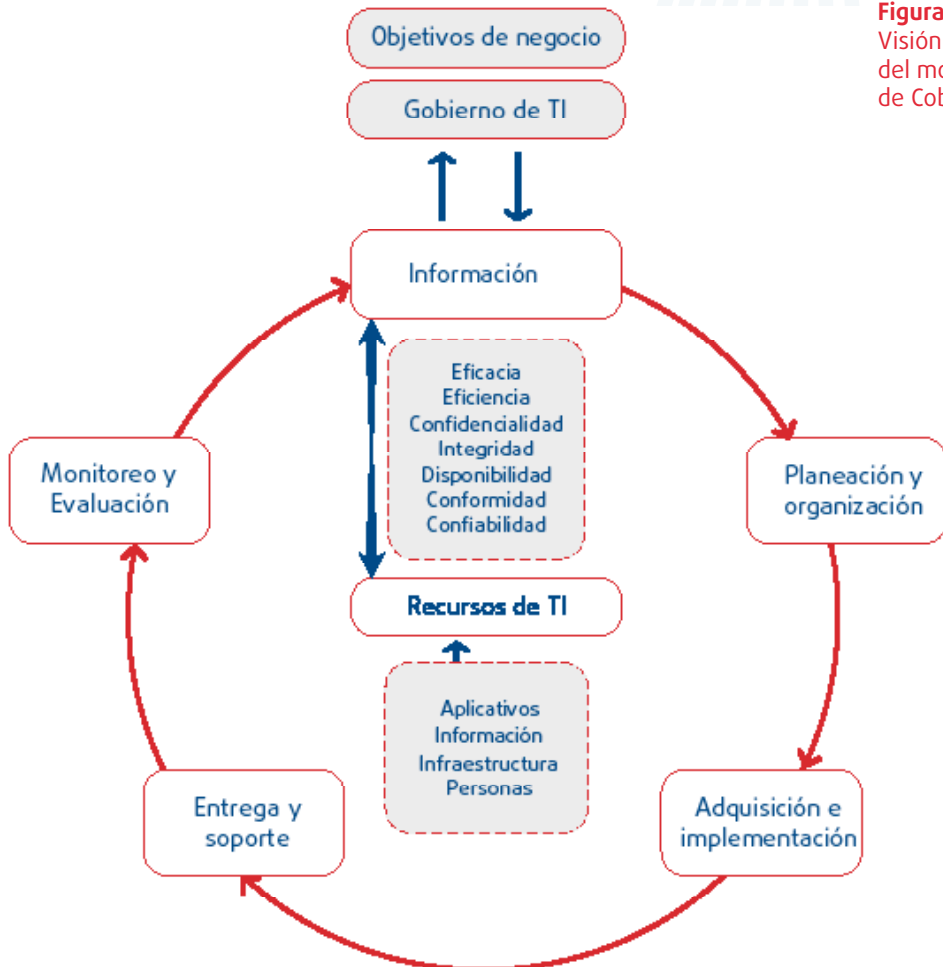 Figura
Visión
del mo
de Cob
Objetivos de negocio
Gobierno de TI
Información
Eficacia
Eficiencia
Confidencialidad
Integridad
Disponibilidad
Conformidad
Confiabilidad
Monitoreo y
Evaluación
Planeación y
organización
Recursos de TI
Aplicativos
Información
Infraestructura
Personas
Entrega y
soporte
Adquisición e
implementación